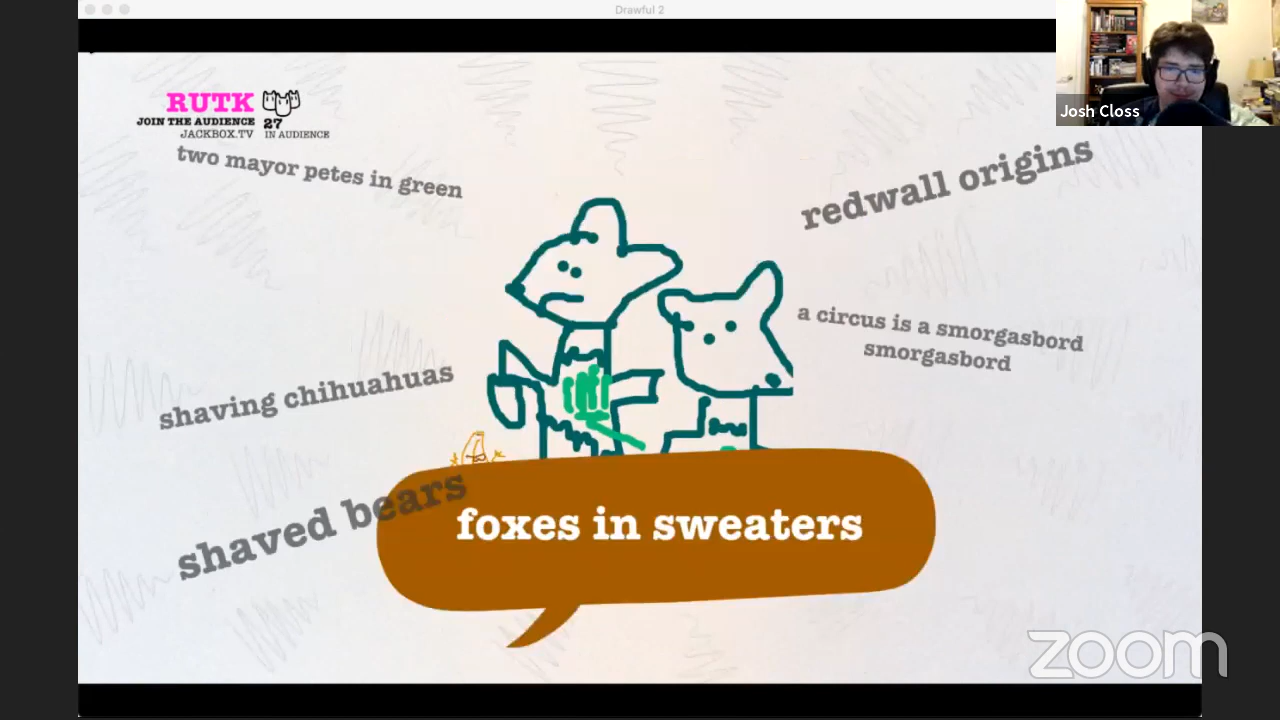 Drawful 2
Josh Closs
RUTK
JOIN THE AUDIENCE
JACKBOX.TV
27
IN AUDIENCE
two mayor petes in green
redwall origins
a circus is a smorgasbord
smorgasbord
shaving chihuahuas
shaved bears
foxes in sweaters
zoom